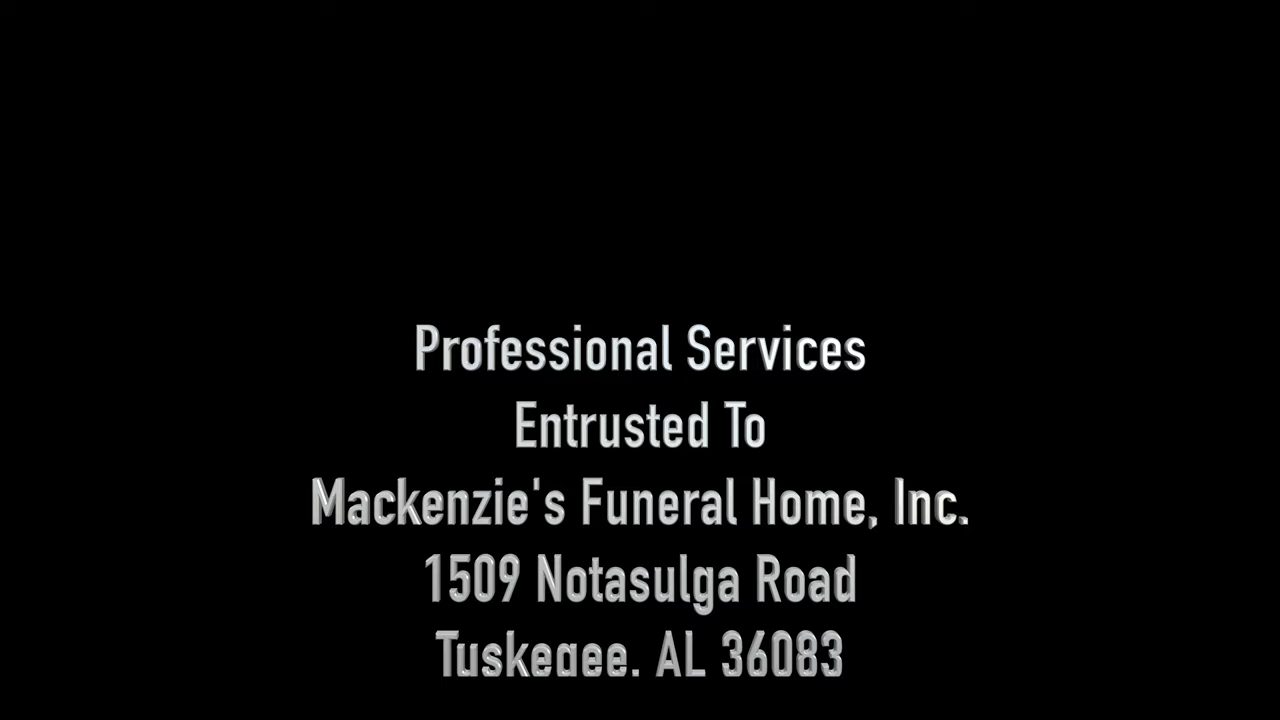 Professional Services
Entrusted To
Mackenzie's Funeral Home, Inc.
1509 Notasulga Road
Tuskegee, AL 36083